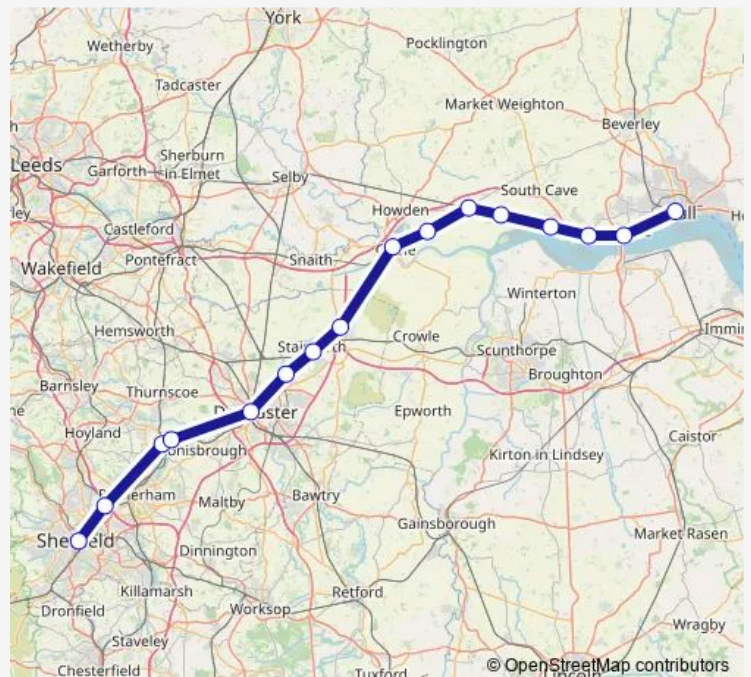 York
Wetherby
Pocklington
Tadcaster
Market Weighton
Beverley
Leeds
Garforth
Sherburn
in Elmet
Selby
South Cave
Howden
Castleford
Pontefract
Snaith
Wakefield
Winterton
Hemsworth
Crowle
Scunthorpe
Broughton
Barnsley
Thurnscoe
Epworth
Hoyland
Caistor
Kirton in Lindsey
Maltby
Bawtry
Gainsborough
Market Rasen
Dinnington
Killamarsh
Worksop
Retford
Dronfield
Wragby
Staveley
Chesterfield
Tuxford
© OpenStreetMap contributors